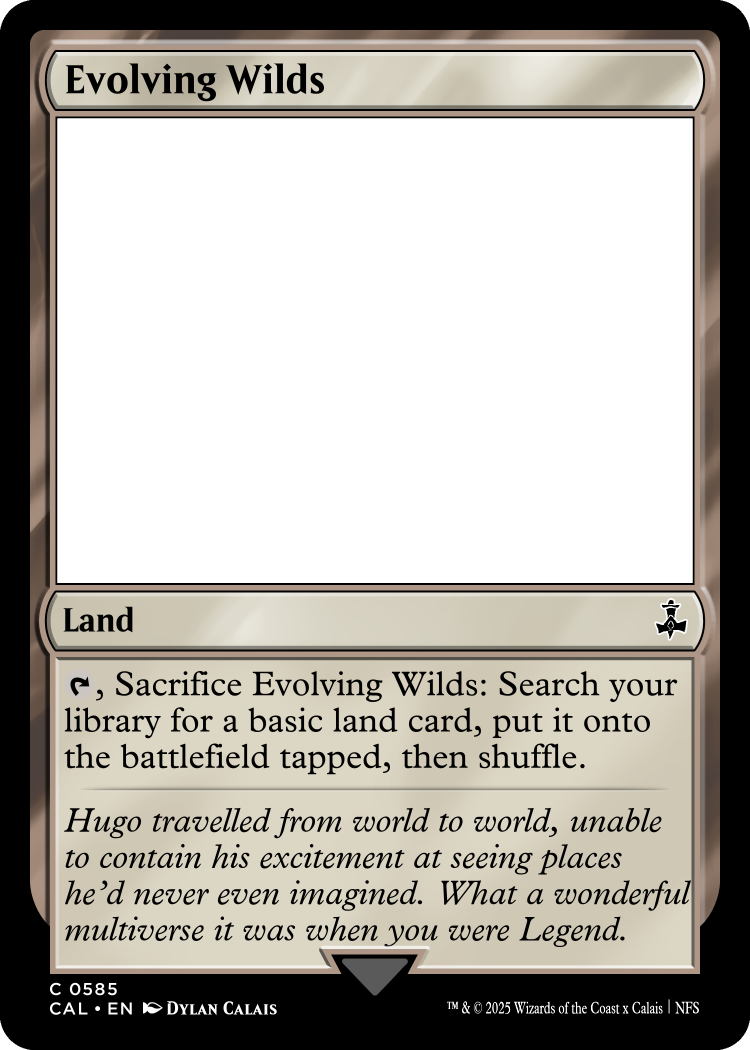 Evolving Wilds
Land
, Sacrifice Evolving Wilds: Search your
library for a basic land card, put it onto
the battlefield tapped, then shuffle.
Hugo travelled from world to world, unable
to contain his excitement at seeing places
he’d never even imagined. What a wonderful
multiverse it was when you were Legend.
C 0585
CAL • EN DYLAN CALAIS
™ & © 2025 Wizards of the Coast x Calais | NFS